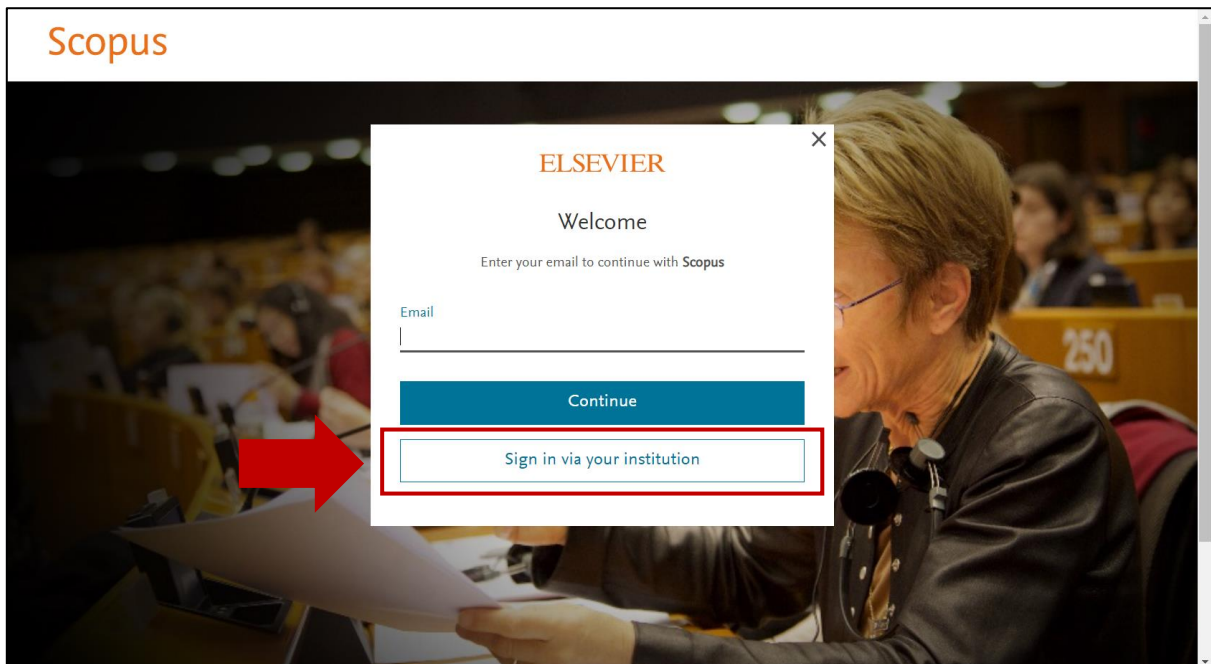 Scopus
ELSEVIER
Welcome
Enter your email to continue with Scopus
Email
Continue
Sign in via your institution
250